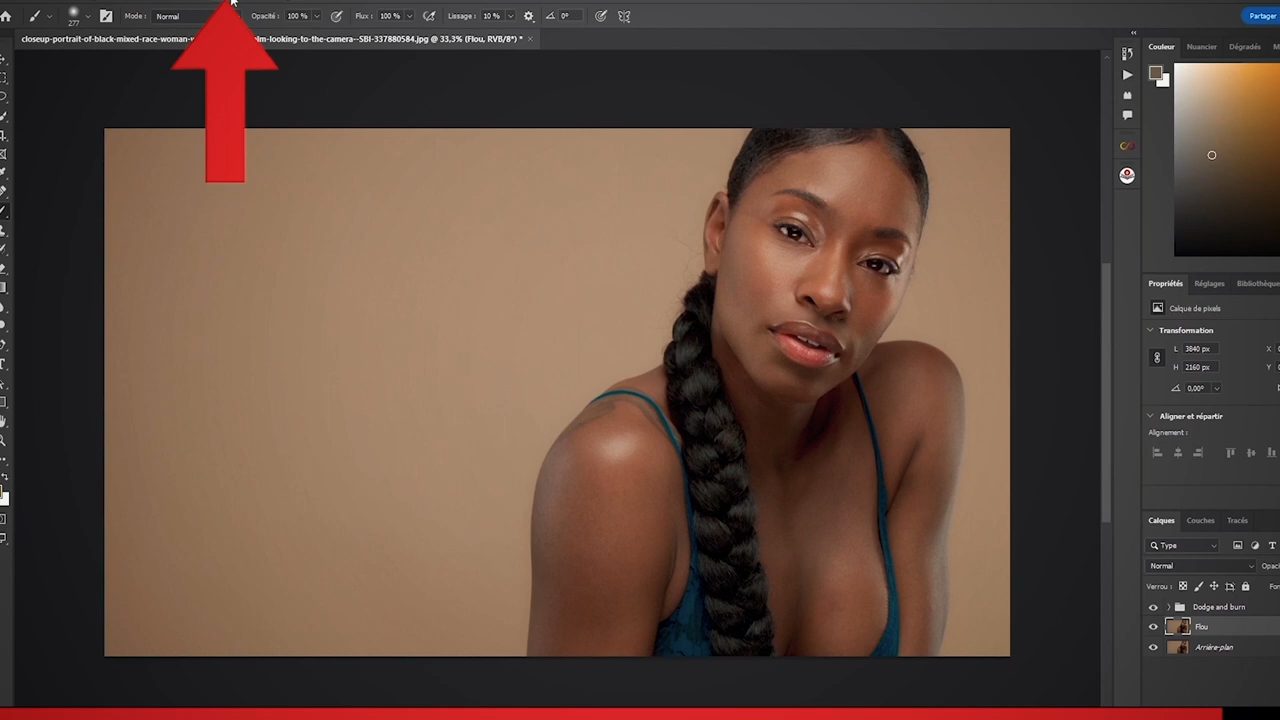 277 Mode : Normal Opacité : 100 % Flux : 100 % Lissage : 10 % 0°
Partager
closeup-portrait-of-black-mixed-race-woman- elm-looking-to-the-camera--SBI-337880584.jpg @ 33,3% (Flou, RVB/8*) * ×
Couleur Nuancier Dégradés
Propriétés Réglages Bibliothèque
Calque de pixels
Transformation
L 3840 px X
H 2160 px Y
0,00°
Aligner et répartir
Alignement :
Calques Couches Tracés
Type T
Normal Opaci
Verrou :
Dodge and burn
Flou
Arrière-plan